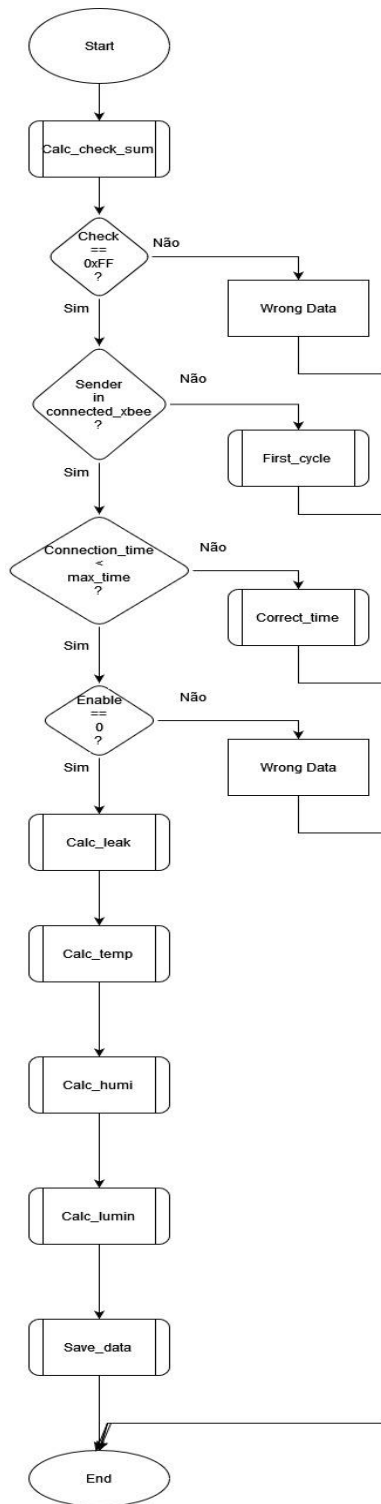 Start
Calc_check_sum
Check
==
0xFF
?
Não
Sim
Wrong Data
Sender
in
connected_xbee
?
Não
Sim
First_cycle
Connection_time
<
max_time
?
Não
Sim
Correct_time
Enable
==
0
?
Não
Sim
Wrong Data
Calc_leak
Calc_temp
Calc_humi
Calc_lumin
Save_data
End